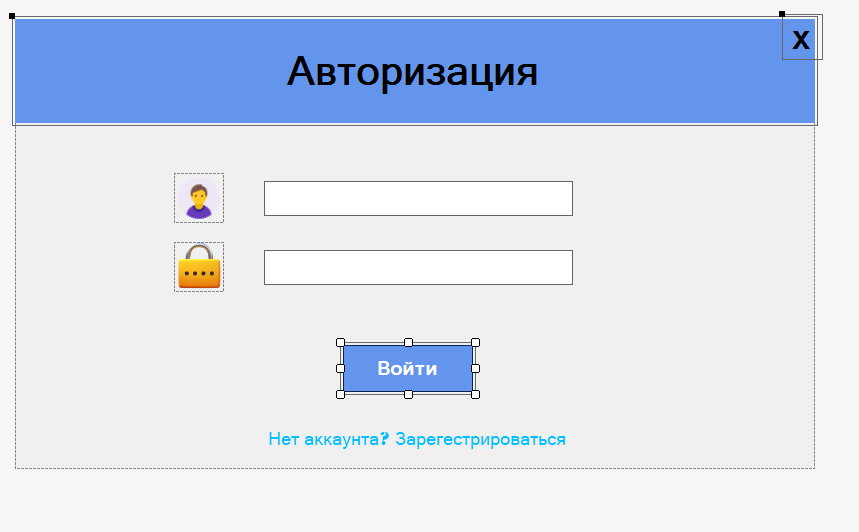 X
Авторизация
Войти
Нет аккаунта? Зарегестрироваться